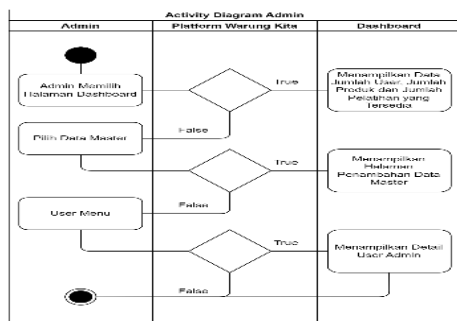 Activity Diagram Admin
Admin
Platform Warung Kita
Dashboard
Admin Memilih
Halaman Dashboard
True
Menampilkan Data
Jumlah User, Jumlah
Produk dan Jumlah
Pelatihan yang
Tersedia
False
Pilih Data Master
True
Menampilkan
Halaman
Penambahan Data
Master
False
User Menu
True
Menampilkan Detail
User Admin
False